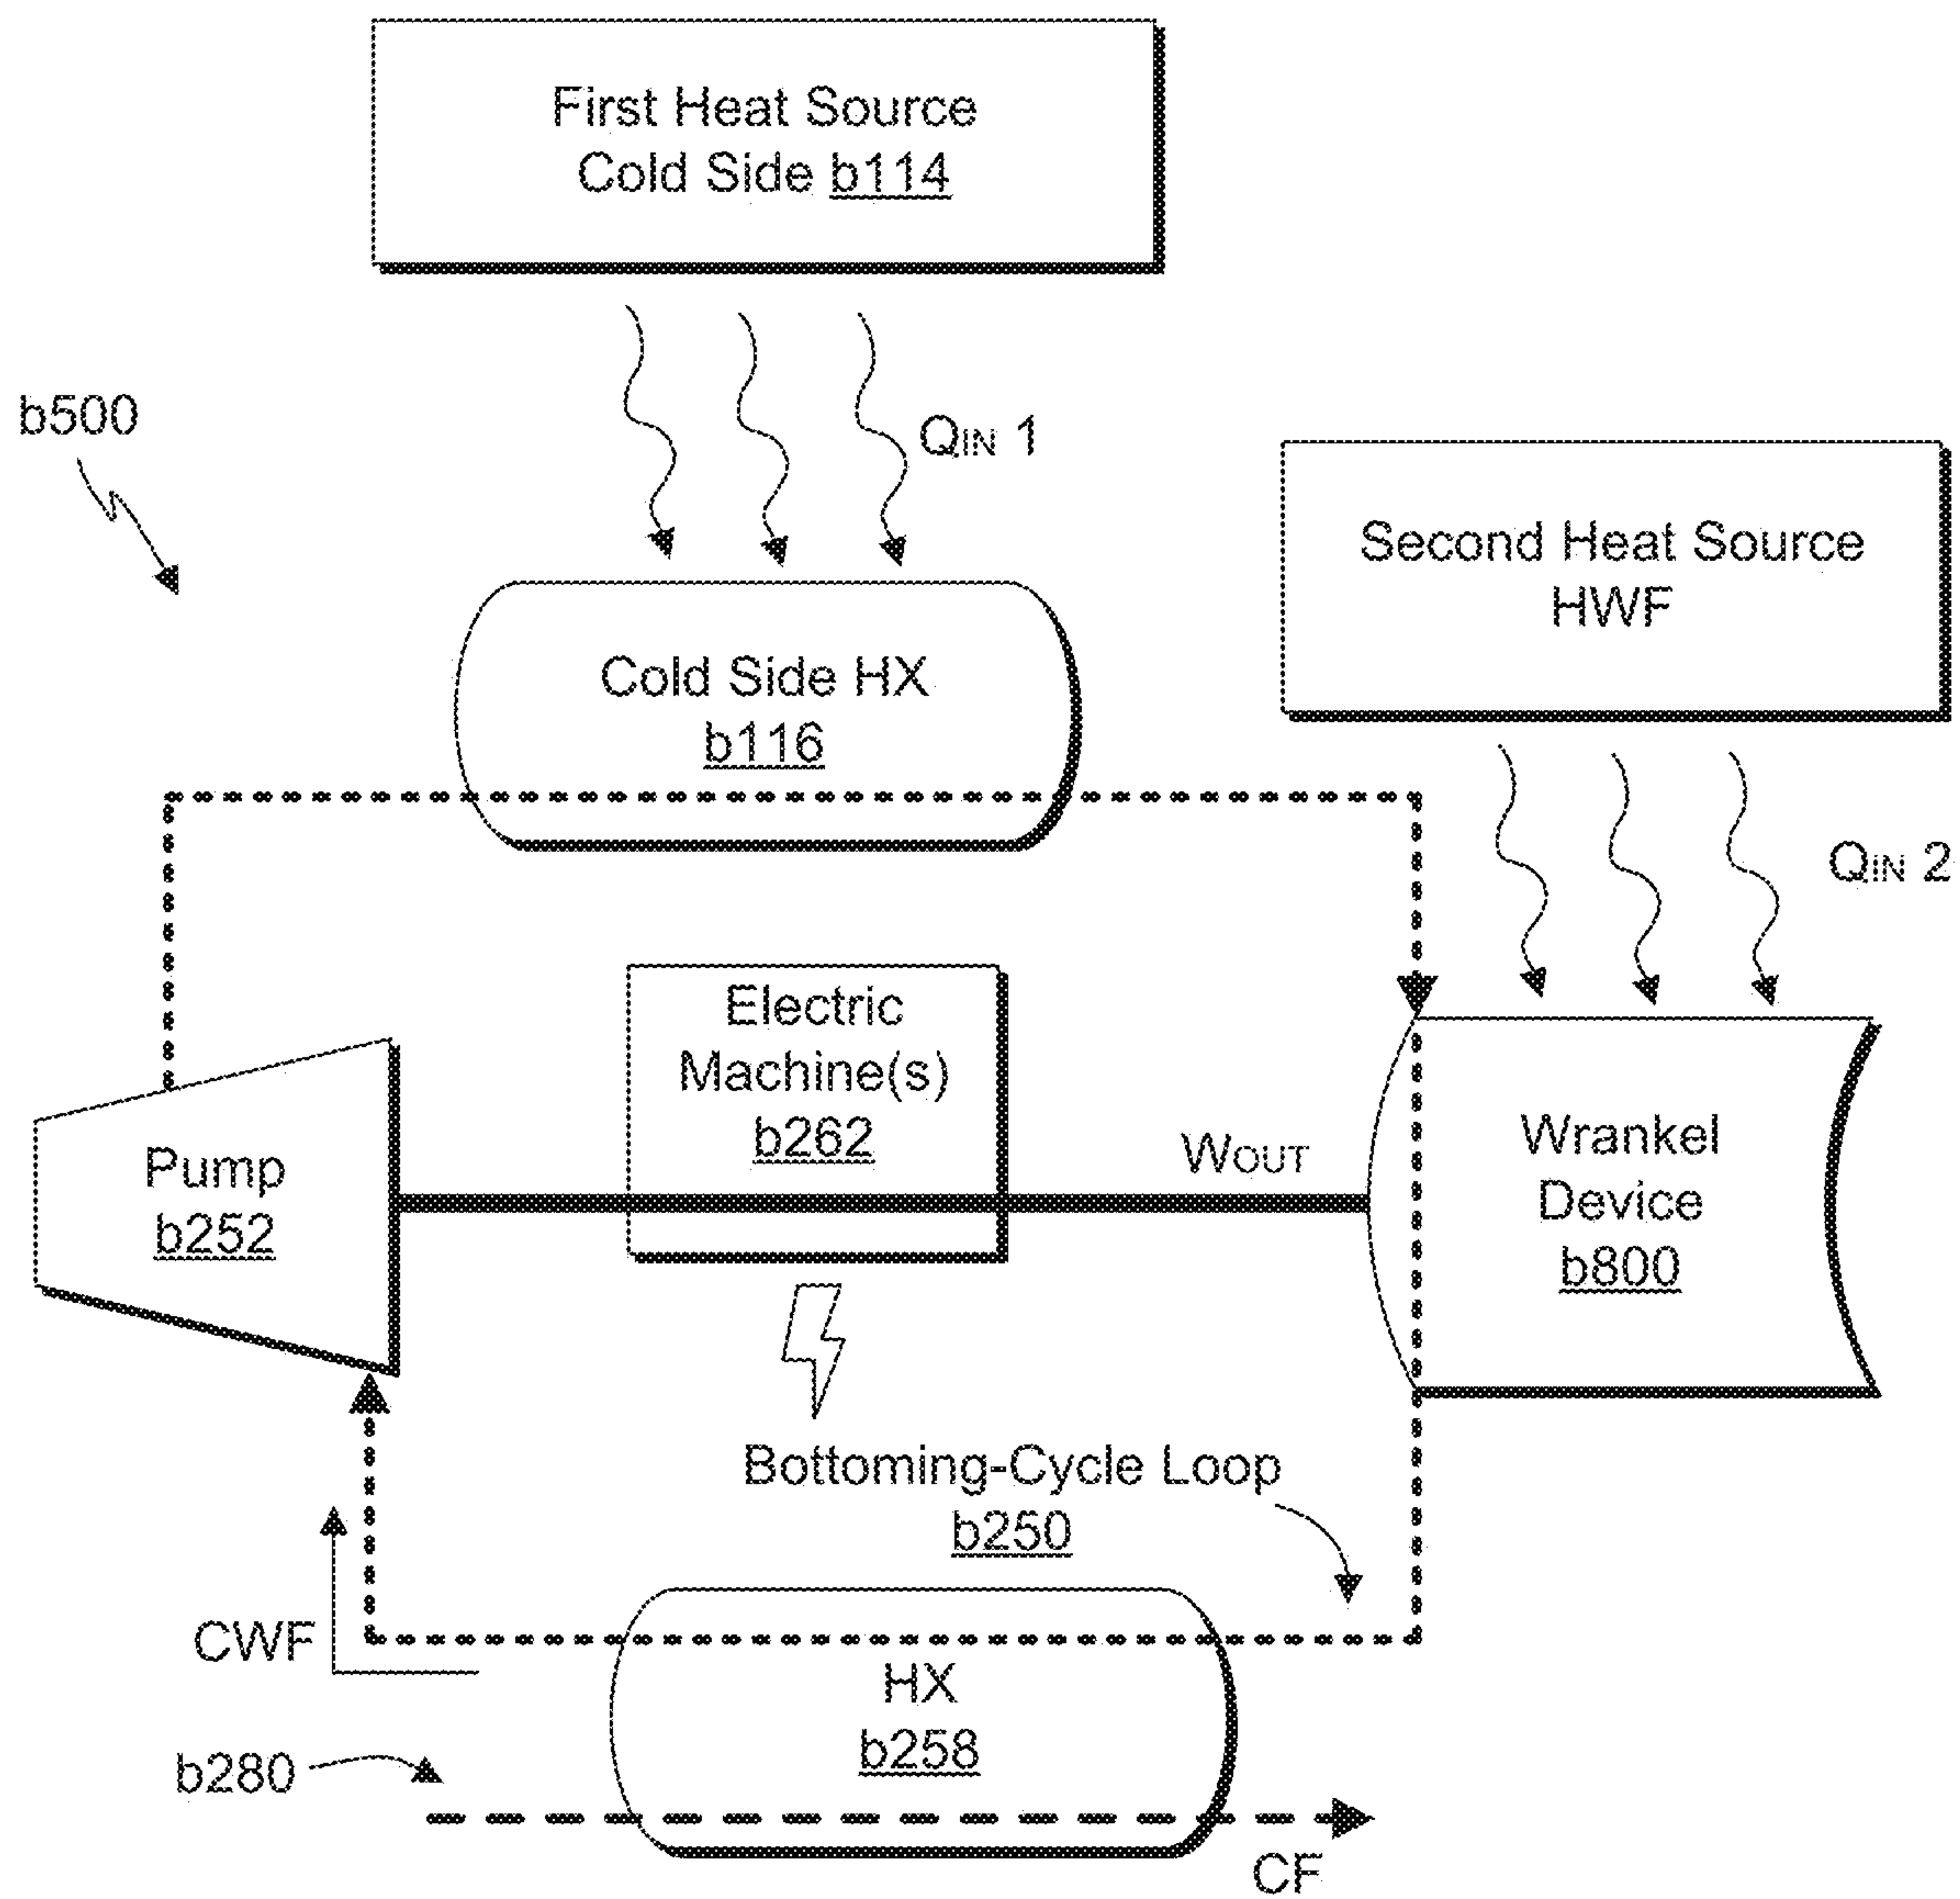 First Heat Source
Cold Side b114
b500
QIN 1
Second Heat Source
HWF
Cold Side HX
b116
QIN 2
Electric
Machine(s)
b262
Pump
b252
WOUT
Wrankel
Device
b800
Bottoming-Cycle Loop
b250
CWF
HX
b258
b280
CF